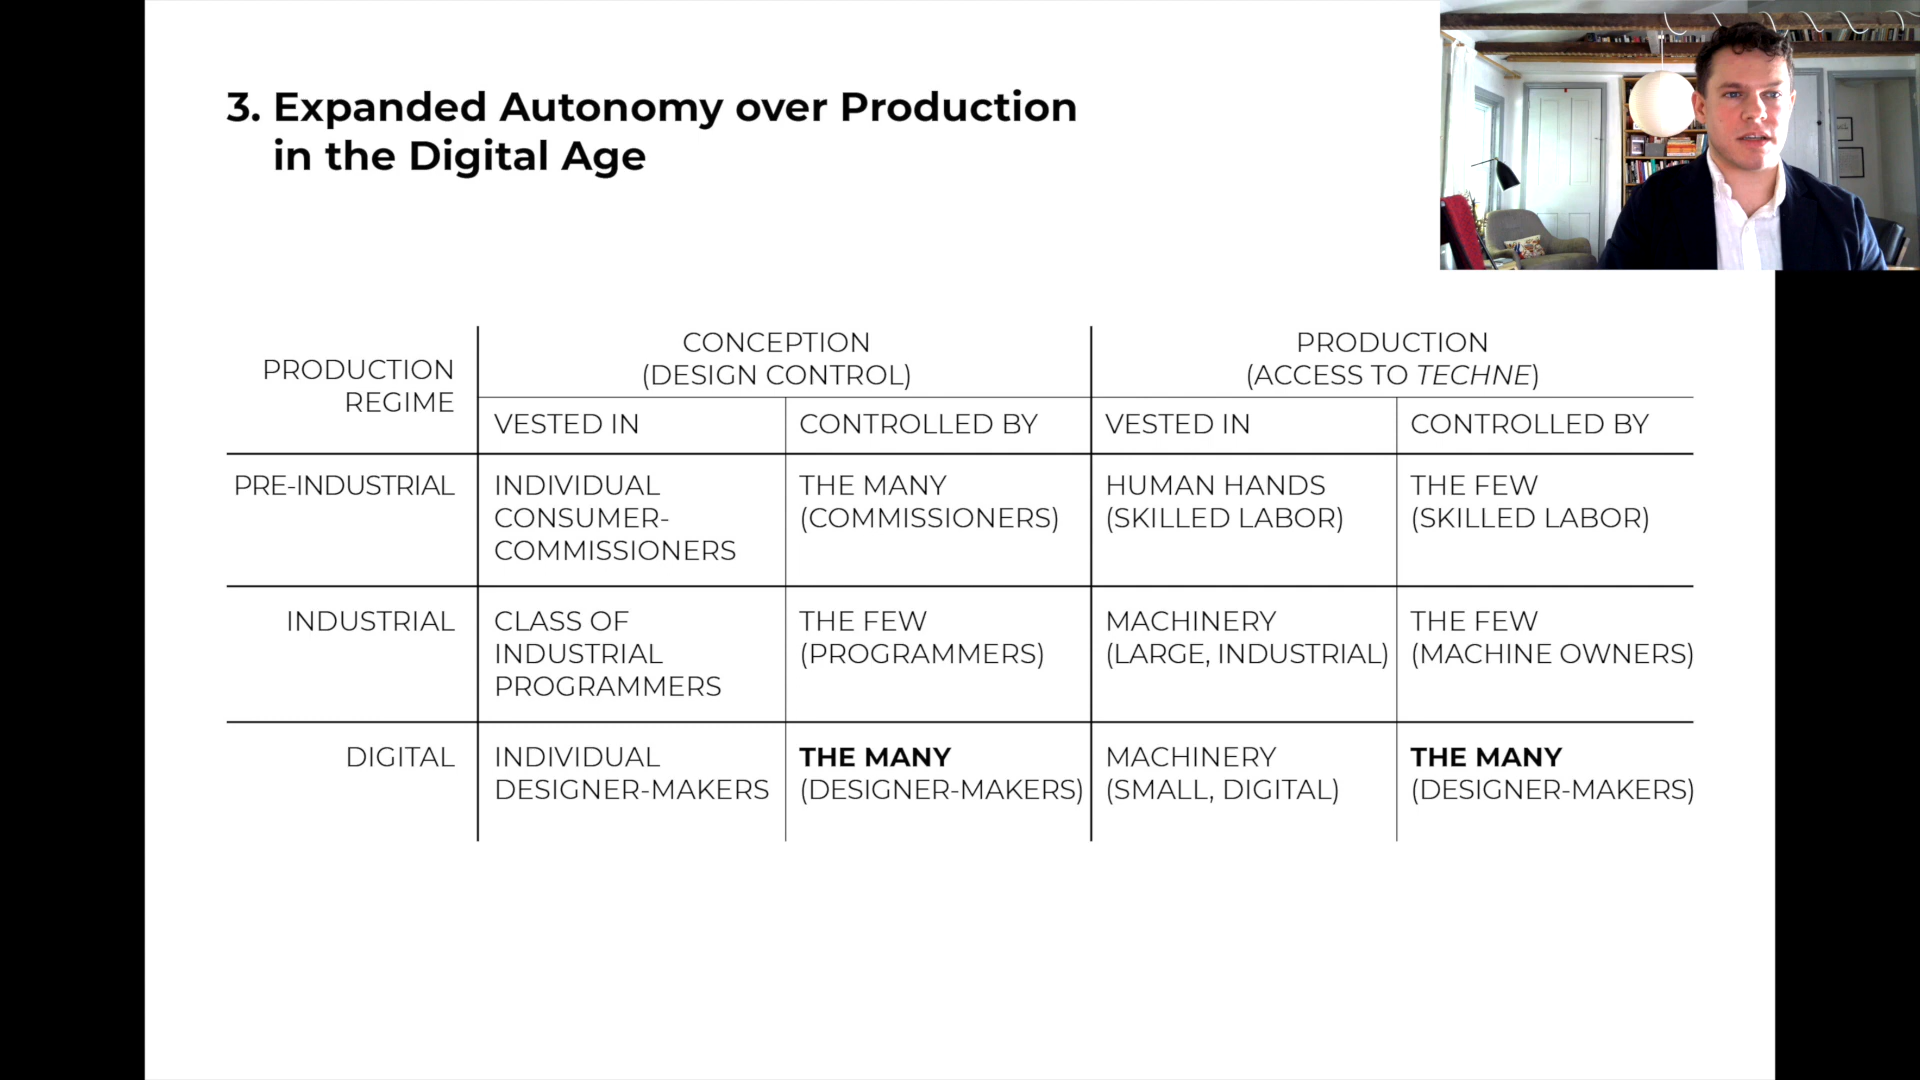 3. Expanded Autonomy over Production
in the Digital Age
PRODUCTION
REGIME
CONCEPTION
(DESIGN CONTROL)
PRODUCTION
(ACCESS TO TECHNE)
VESTED IN
CONTROLLED BY
VESTED IN
CONTROLLED BY
PRE-INDUSTRIAL
INDIVIDUAL
CONSUMER-
COMMISSIONERS
THE MANY
(COMMISSIONERS)
HUMAN HANDS
(SKILLED LABOR)
THE FEW
(SKILLED LABOR)
INDUSTRIAL
CLASS OF
INDUSTRIAL
PROGRAMMERS
THE FEW
(PROGRAMMERS)
MACHINERY
(LARGE, INDUSTRIAL)
THE FEW
(MACHINE OWNERS)
DIGITAL
INDIVIDUAL
DESIGNER-MAKERS
THE MANY
(DESIGNER-MAKERS)
MACHINERY
(SMALL, DIGITAL)
THE MANY
(DESIGNER-MAKERS)